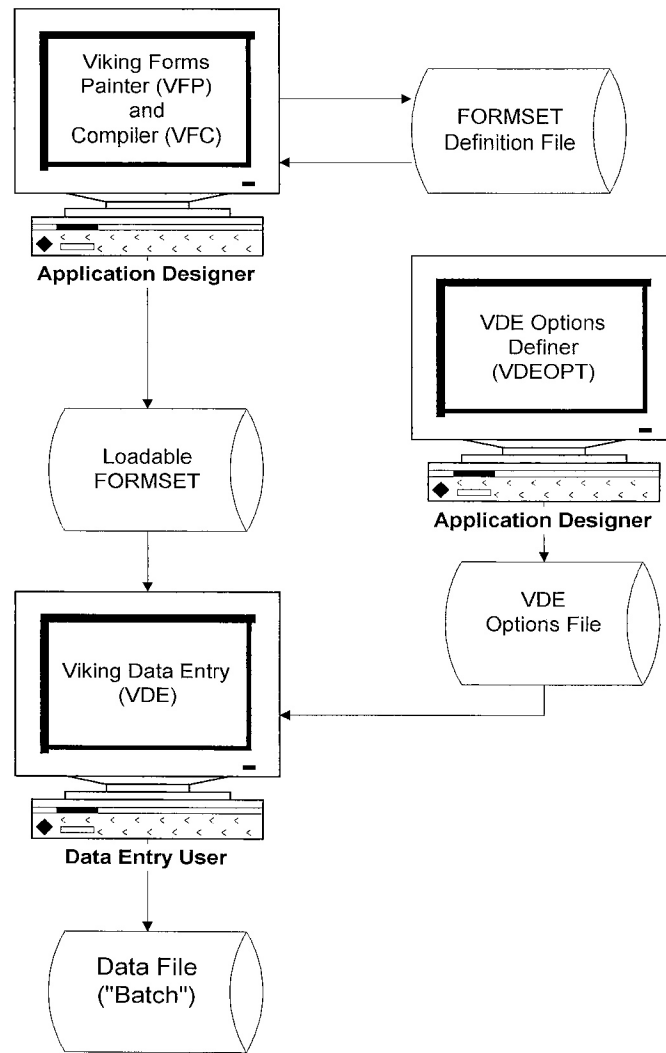 Viking Forms
Painter (VFP)
and
Compiler (VFC)
FORMSET
Definition File
Application Designer
VDE Options
Definer
(VDEOPT)
Application Designer
Loadable
FORMSET
VDE
Options File
Viking Data Entry
(VDE)
Data Entry User
Data File
("Batch")